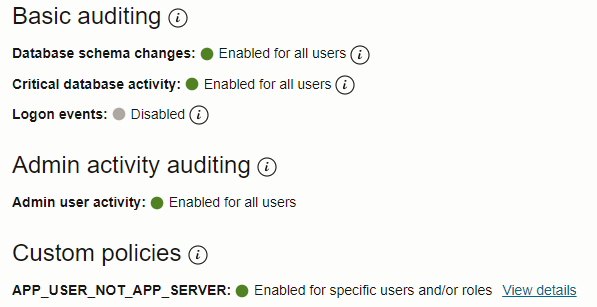 Basic auditing
Database schema changes: Enabled for all users
Critical database activity: Enabled for all users
Logon events: Disabled
Admin activity auditing
Admin user activity: Enabled for all users
Custom policies
APP_USER_NOT_APP_SERVER: Enabled for specific users and/or roles View details